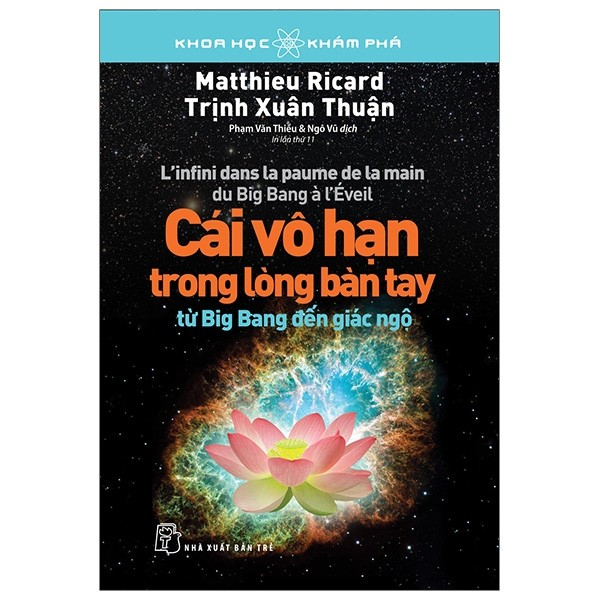 KHOA HỌC KHÁM PHÁ
Matthieu Ricard
Trịnh Xuân Thuận
Phạm Văn Thiều & Ngô Vũ dịch
In lần thứ 11
L'infini dans la paume de la main
du Big Bang à l'Éveil
Cái vô hạn
trong lòng bàn tay
từ Big Bang đến giác ngộ
NHÀ XUẤT BẢN TRẺ